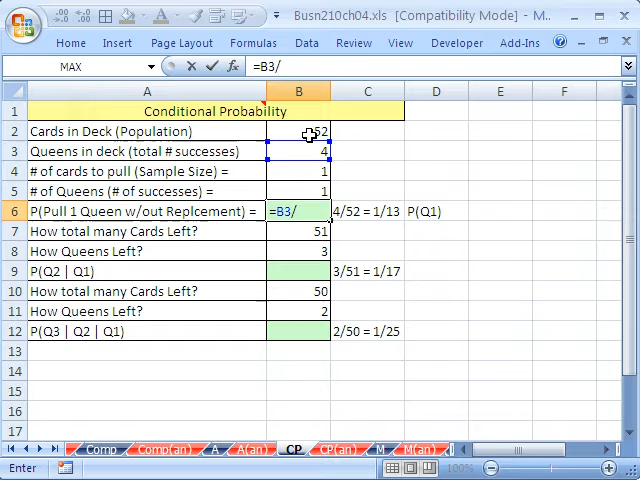 Busn210ch04.xls [Compatibility Mode] - M...
Home Insert Page Layout Formulas Data Review View Developer Add-Ins
MAX =B3/
A B C D E F
1 Conditional Probability
2 Cards in Deck (Population) 52
3 Queens in deck (total # successes) 4
4 # of cards to pull (Sample Size) = 1
5 # of Queens (# of successes) = 1
6 P(Pull 1 Queen w/out Replcement) = =B3/ 4/52 = 1/13 P(Q1)
7 How total many Cards Left? 51
8 How Queens Left? 3
9 P(Q2 | Q1) 3/51 = 1/17
10 How total many Cards Left? 50
11 How Queens Left? 2
12 P(Q3 | Q2 | Q1) 2/50 = 1/25
13
14
15
16
17
Comp Comp(an) A A(an) CP CP(an) M M(an)
Enter 100%